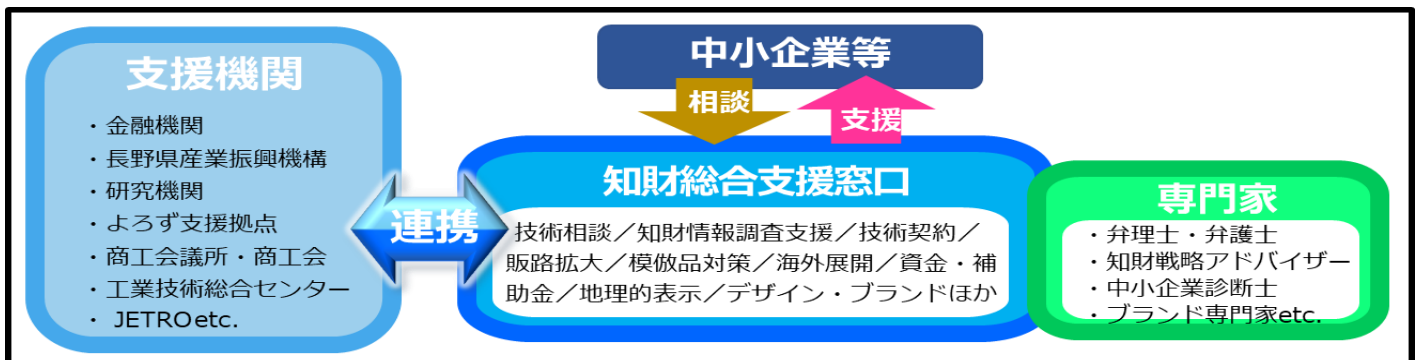 支援機関
・金融機関
・長野県産業振興機構
・研究機関
・よろず支援拠点
・商工会議所・商工会
・工業技術総合センター
・ JETROetc.
連携
中小企業等
相談
支援
知財総合支援窓口
技術相談／知財情報調査支援／技術契約／
販路拡大／模倣品対策／海外展開／資金・補
助金／地理的表示／デザイン・ブランドほか
専門家
・弁理士・弁護士
・知財戦略アドバイザー
・中小企業診断士
・ブランド専門家etc.